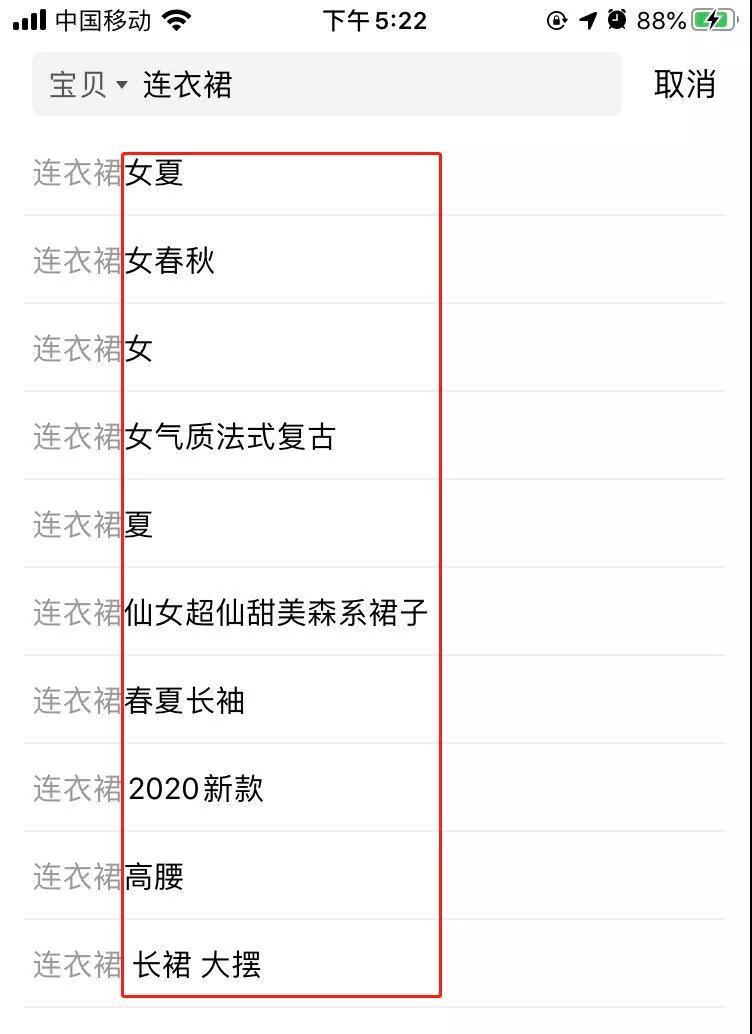 中国移动 下午5:22 88%
宝贝 连衣裙 取消
连衣裙女夏
连衣裙女春秋
连衣裙女
连衣裙女气质法式复古
连衣裙夏
连衣裙仙女超仙甜美森系裙子
连衣裙春夏长袖
连衣裙 2020新款
连衣裙高腰
连衣裙 长裙 大摆